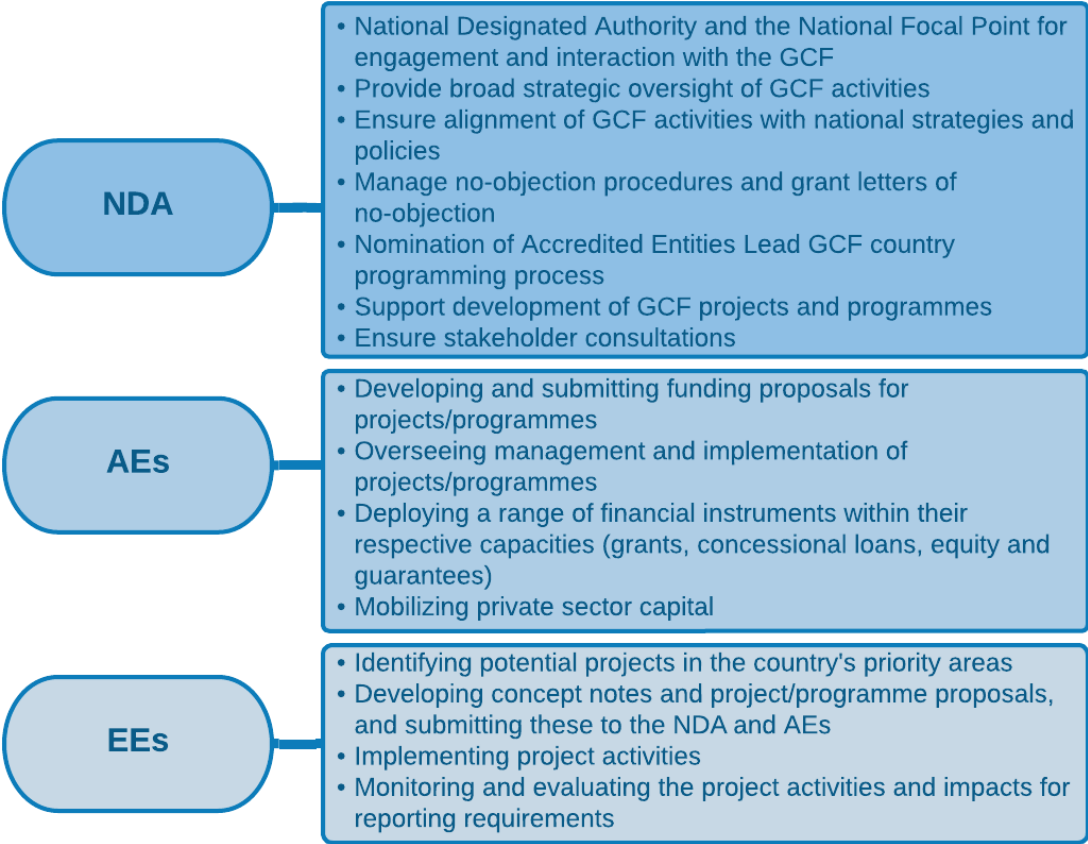 NDA
• National Designated Authority and the National Focal Point for
engagement and interaction with the GCF
• Provide broad strategic oversight of GCF activities
• Ensure alignment of GCF activities with national strategies and
policies
• Manage no-objection procedures and grant letters of
no-objection
• Nomination of Accredited Entities Lead GCF country
programming process
• Support development of GCF projects and programmes
• Ensure stakeholder consultations
AEs
• Developing and submitting funding proposals for
projects/programmes
• Overseeing management and implementation of
projects/programmes
• Deploying a range of financial instruments within their
respective capacities (grants, concessional loans, equity and
guarantees)
• Mobilizing private sector capital
EEs
• Identifying potential projects in the country's priority areas
• Developing concept notes and project/programme proposals,
and submitting these to the NDA and AEs
• Implementing project activities
• Monitoring and evaluating the project activities and impacts for
reporting requirements